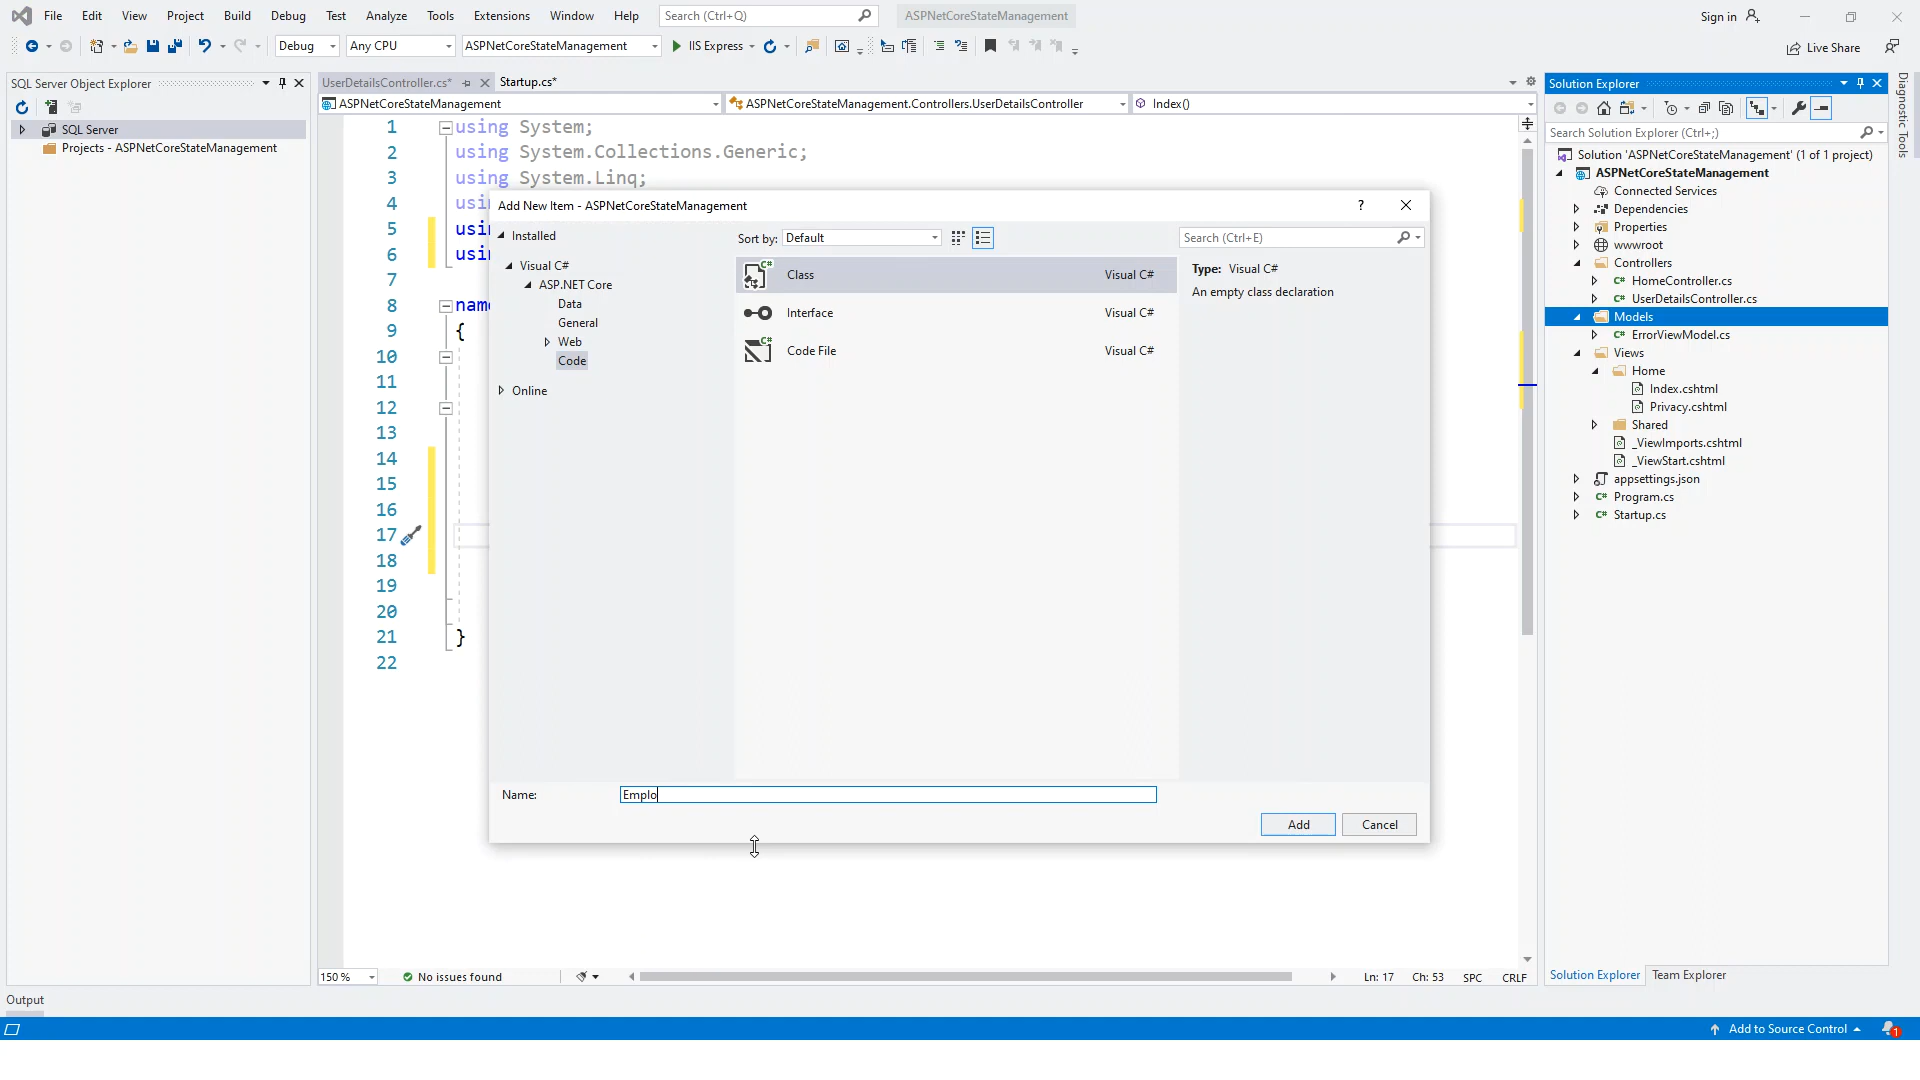 File Edit View Project Build Debug Test Analyze Tools Extensions Window Help Search (Ctrl+Q) ASPNetCoreStateManagement Sign in
Debug Any CPU ASPNetCoreStateManagement IIS Express Live Share
SQL Server Object Explorer
SQL Server
Projects - ASPNetCoreStateManagement
UserDetailsController.cs* Startup.cs*
ASPNetCoreStateManagement ASPNetCoreStateManagement.Controllers.UserDetailsController Index()
1 using System;
2 using System.Collections.Generic;
3 using System.Linq;
4 usi
5 usi
6 usi
7
8 name
9 {
10
11
12
13
14
15
16
17
18
19
20
21 }
22
Add New Item - ASPNetCoreStateManagement ?
Installed
Visual C#
ASP.NET Core
Data
General
Web
Code
Online
Sort by: Default
Search (Ctrl+E)
Class Visual C#
Interface Visual C#
Code File Visual C#
Type: Visual C#
An empty class declaration
Name: Emplo
Add Cancel
150 % No issues found Ln: 17 Ch: 53 SPC CRLF
Solution Explorer
Search Solution Explorer (Ctrl+;)
Solution 'ASPNetCoreStateManagement' (1 of 1 project)
ASPNetCoreStateManagement
Connected Services
Dependencies
Properties
wwwroot
Controllers
C# HomeController.cs
C# UserDetailsController.cs
Models
C# ErrorViewModel.cs
Views
Home
Index.cshtml
Privacy.cshtml
Shared
_ViewImports.cshtml
_ViewStart.cshtml
appsettings.json
C# Program.cs
C# Startup.cs
Solution Explorer Team Explorer
Diagnostic Tools
Output
Add to Source Control 1